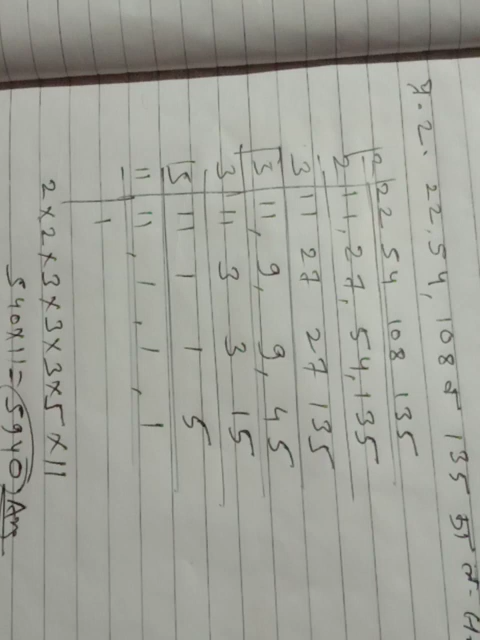 प्र. 2. 22, 54, 108 व 135
2 22 54 108 135
2 11, 27, 54, 135
3 11 27 27 135
3 11, 9, 9, 45
3 11 3 3 15
5 11 1 1 5
11 11, 1, 1, 1
1
2×2×3×3×3×5×11
540×11=5940 Ans